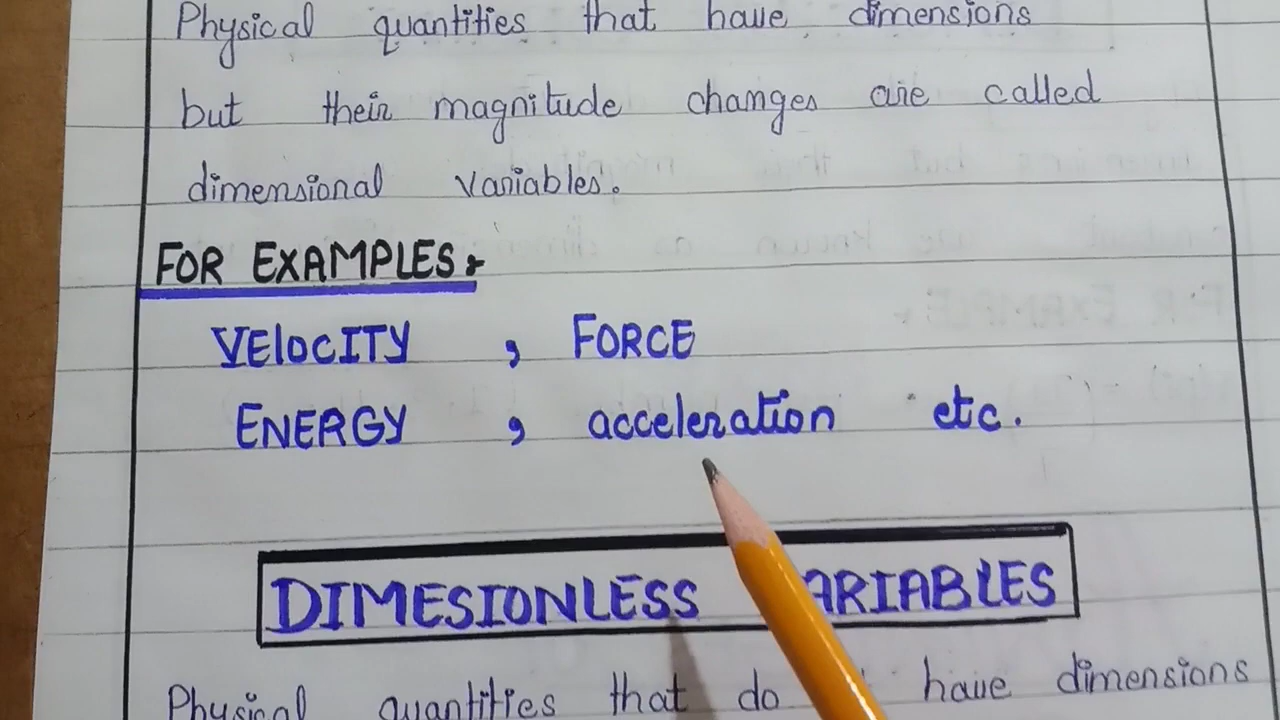 Physical quantities that have dimensions
but their magnitude changes are called
dimensional variables.
FOR EXAMPLES:-
VElOCITY , FORCE
ENERGY , acceleration etc.
DIMESIONLESS ARIABLES
Physical quantities that do have dimensions